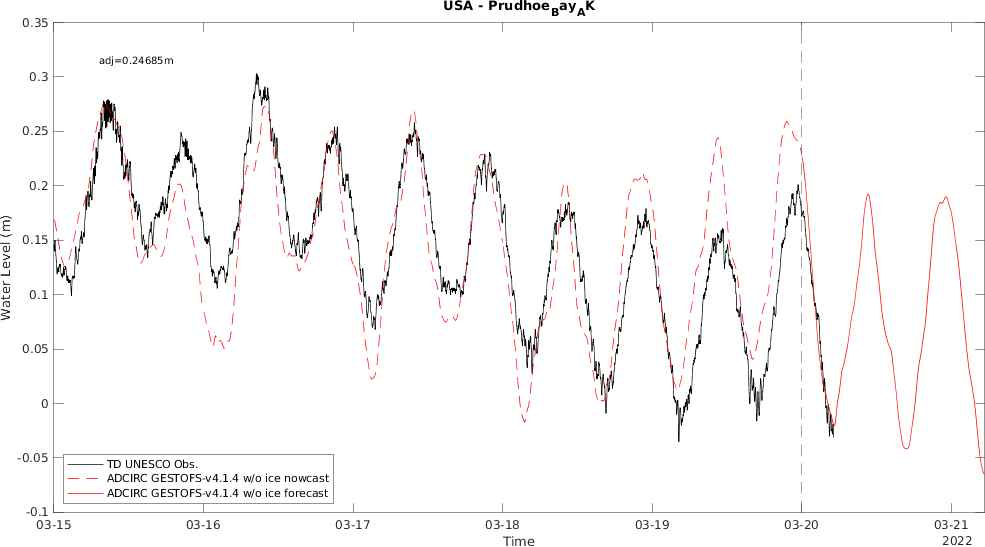 USA - PrudhoeBayAK
adj=0.24685m
0.35
0.3
0.25
0.2
0.15
0.1
0.05
0
-0.05
-0.1
Water Level (m)
TD UNESCO Obs.
ADCIRC GESTOFS-v4.1.4 w/o ice nowcast
ADCIRC GESTOFS-v4.1.4 w/o ice forecast
03-15 03-16 03-17 03-18 03-19 03-20 03-21
Time
2022